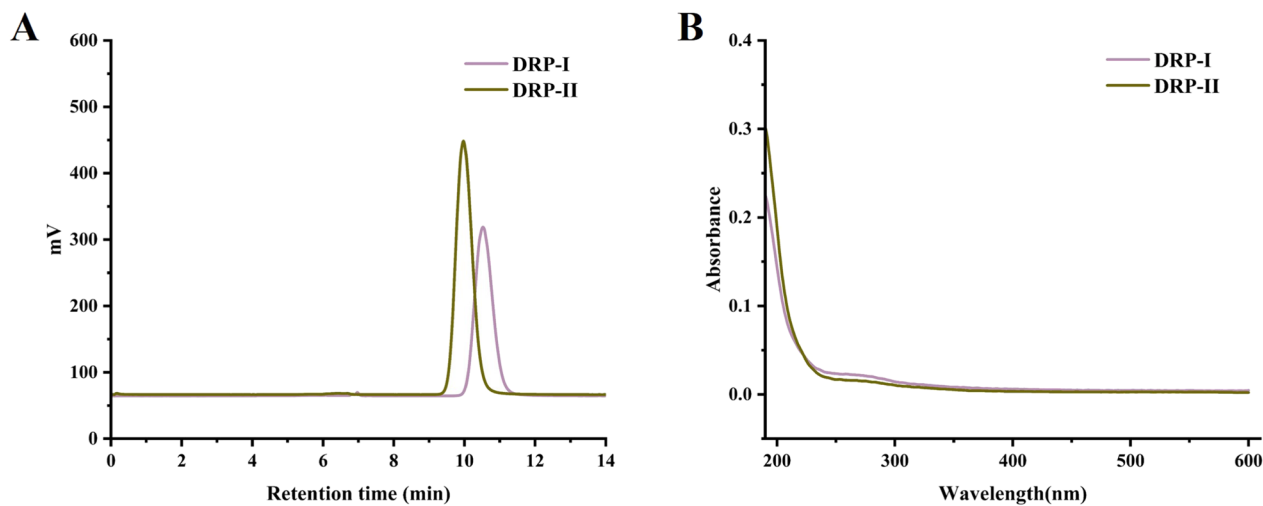 A
600
500
400
300
200
100
0
mV
0 2 4 6 8 10 12 14
Retention time (min)
DRP-I
DRP-II
B
0.4
0.3
0.2
0.1
0.0
Absorbance
200 300 400 500 600
Wavelength(nm)
DRP-I
DRP-II